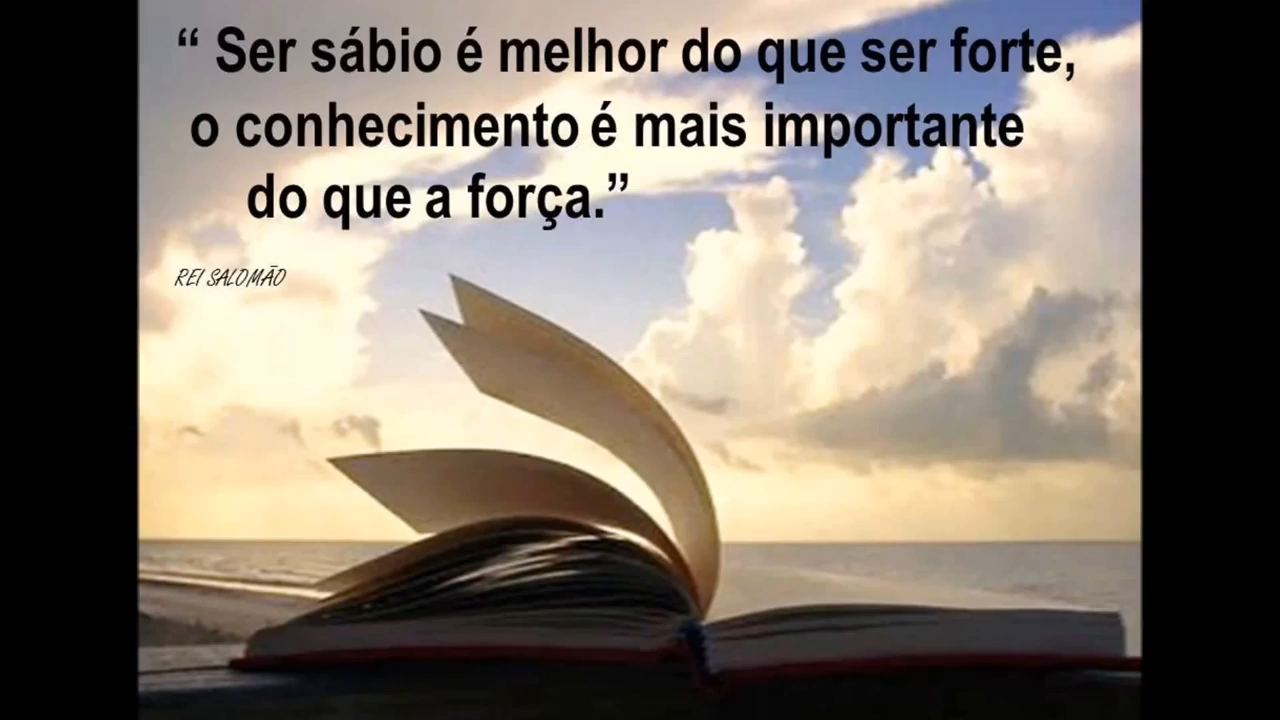 “ Ser sábio é melhor do que ser forte,
o conhecimento é mais importante
do que a força.”
REI SALOMÃO